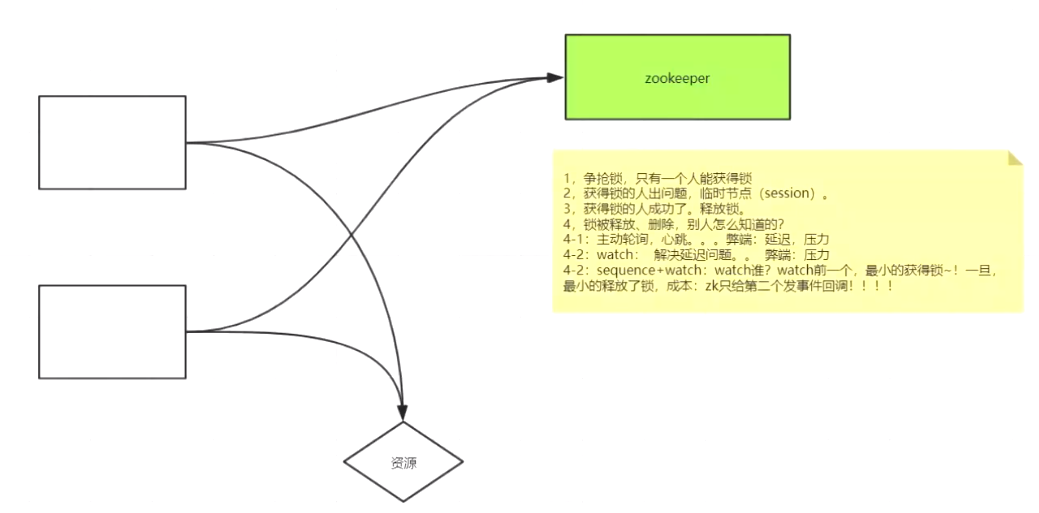 zookeeper
1，争抢锁，只有一个人能获得锁
2，获得锁的人出问题，临时节点（session）。
3，获得锁的人成功了。释放锁。
4，锁被释放、删除，别人怎么知道的？
4-1：主动轮词，心跳。。。弊端：延迟，压力
4-2：watch： 解决延迟问题。。 弊端：压力
4-2：sequence+watch：watch谁？watch前一个，最小的获得锁~！一旦，
最小的释放了锁，成本：zk只给第二个发事件回调！！！！
资源